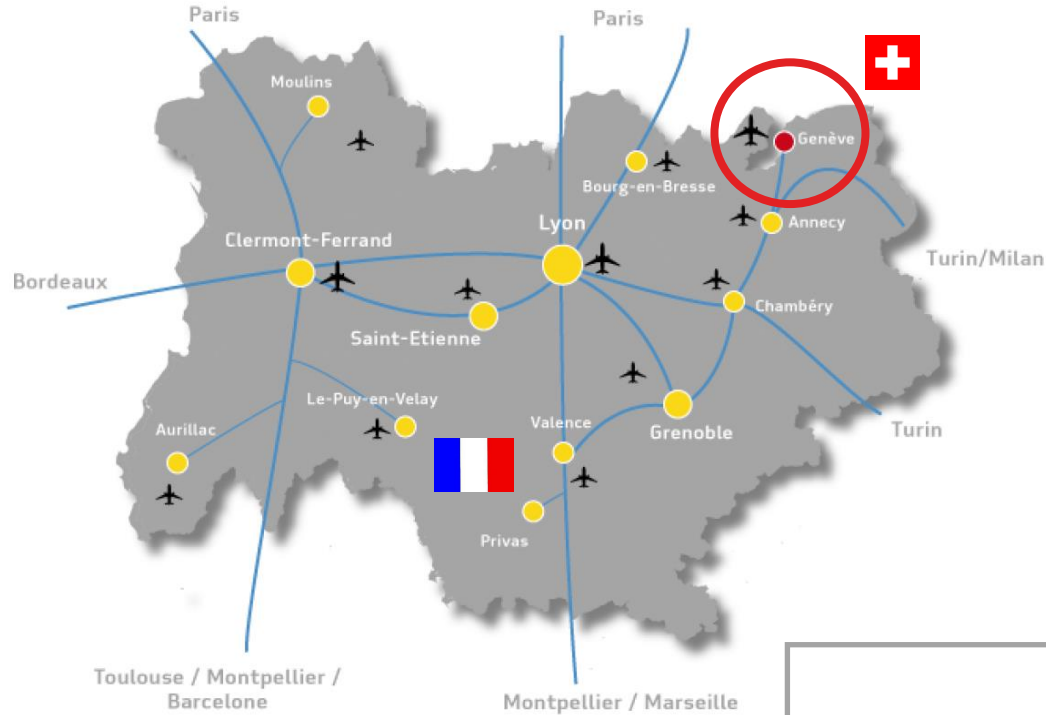 Paris
Paris
Moulins
Genève
Bourg-en-Bresse
Lyon
Annecy
Clermont-Ferrand
Turin/Milan
Bordeaux
Chambéry
Saint-Etienne
Le-Puy-en-Velay
Valence
Aurillac
Grenoble
Turin
Privas
Toulouse / Montpellier /
Barcelone
Montpellier / Marseille